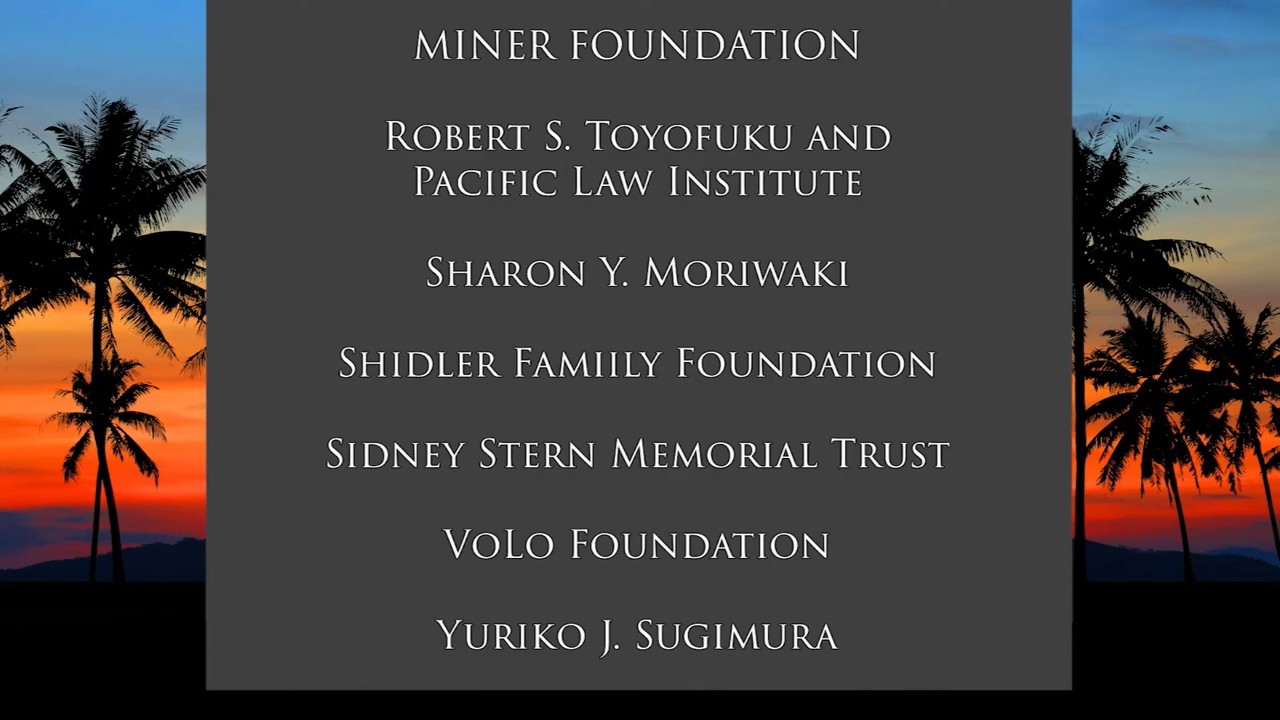 MINER FOUNDATION
ROBERT S. TOYOFUKU AND
PACIFIC LAW INSTITUTE
SHARON Y. MORIWAKI
SHIDLER FAMIILY FOUNDATION
SIDNEY STERN MEMORIAL TRUST
VOLO FOUNDATION
YURIKO J. SUGIMURA